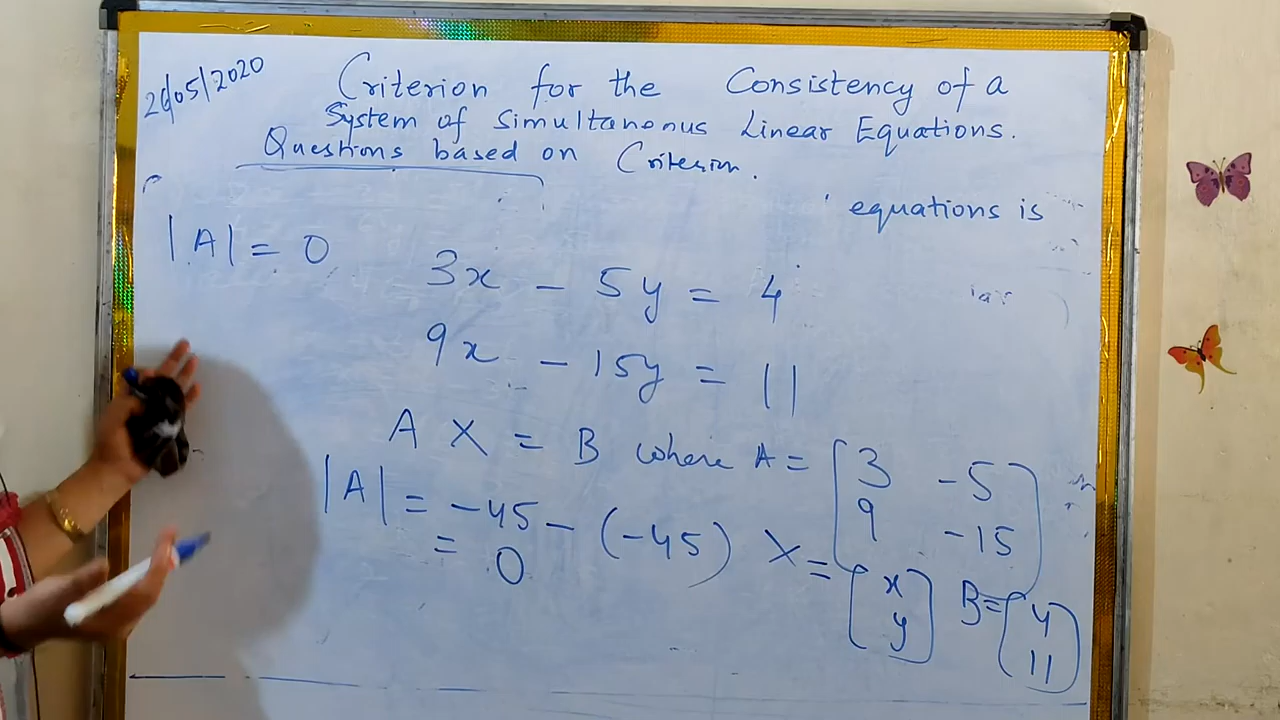 26/05/2020
Criterion for the Consistency of a
System of Simultanonus Linear Equations.
Questions based on Criterion.
equations is
|A| = 0
3x - 5y = 4
9x - 15y = 11
A X = B where A = [3 -5
9 -15]
|A| = -45 - (-45)
= 0
X = [x
y]
B = [4
11]